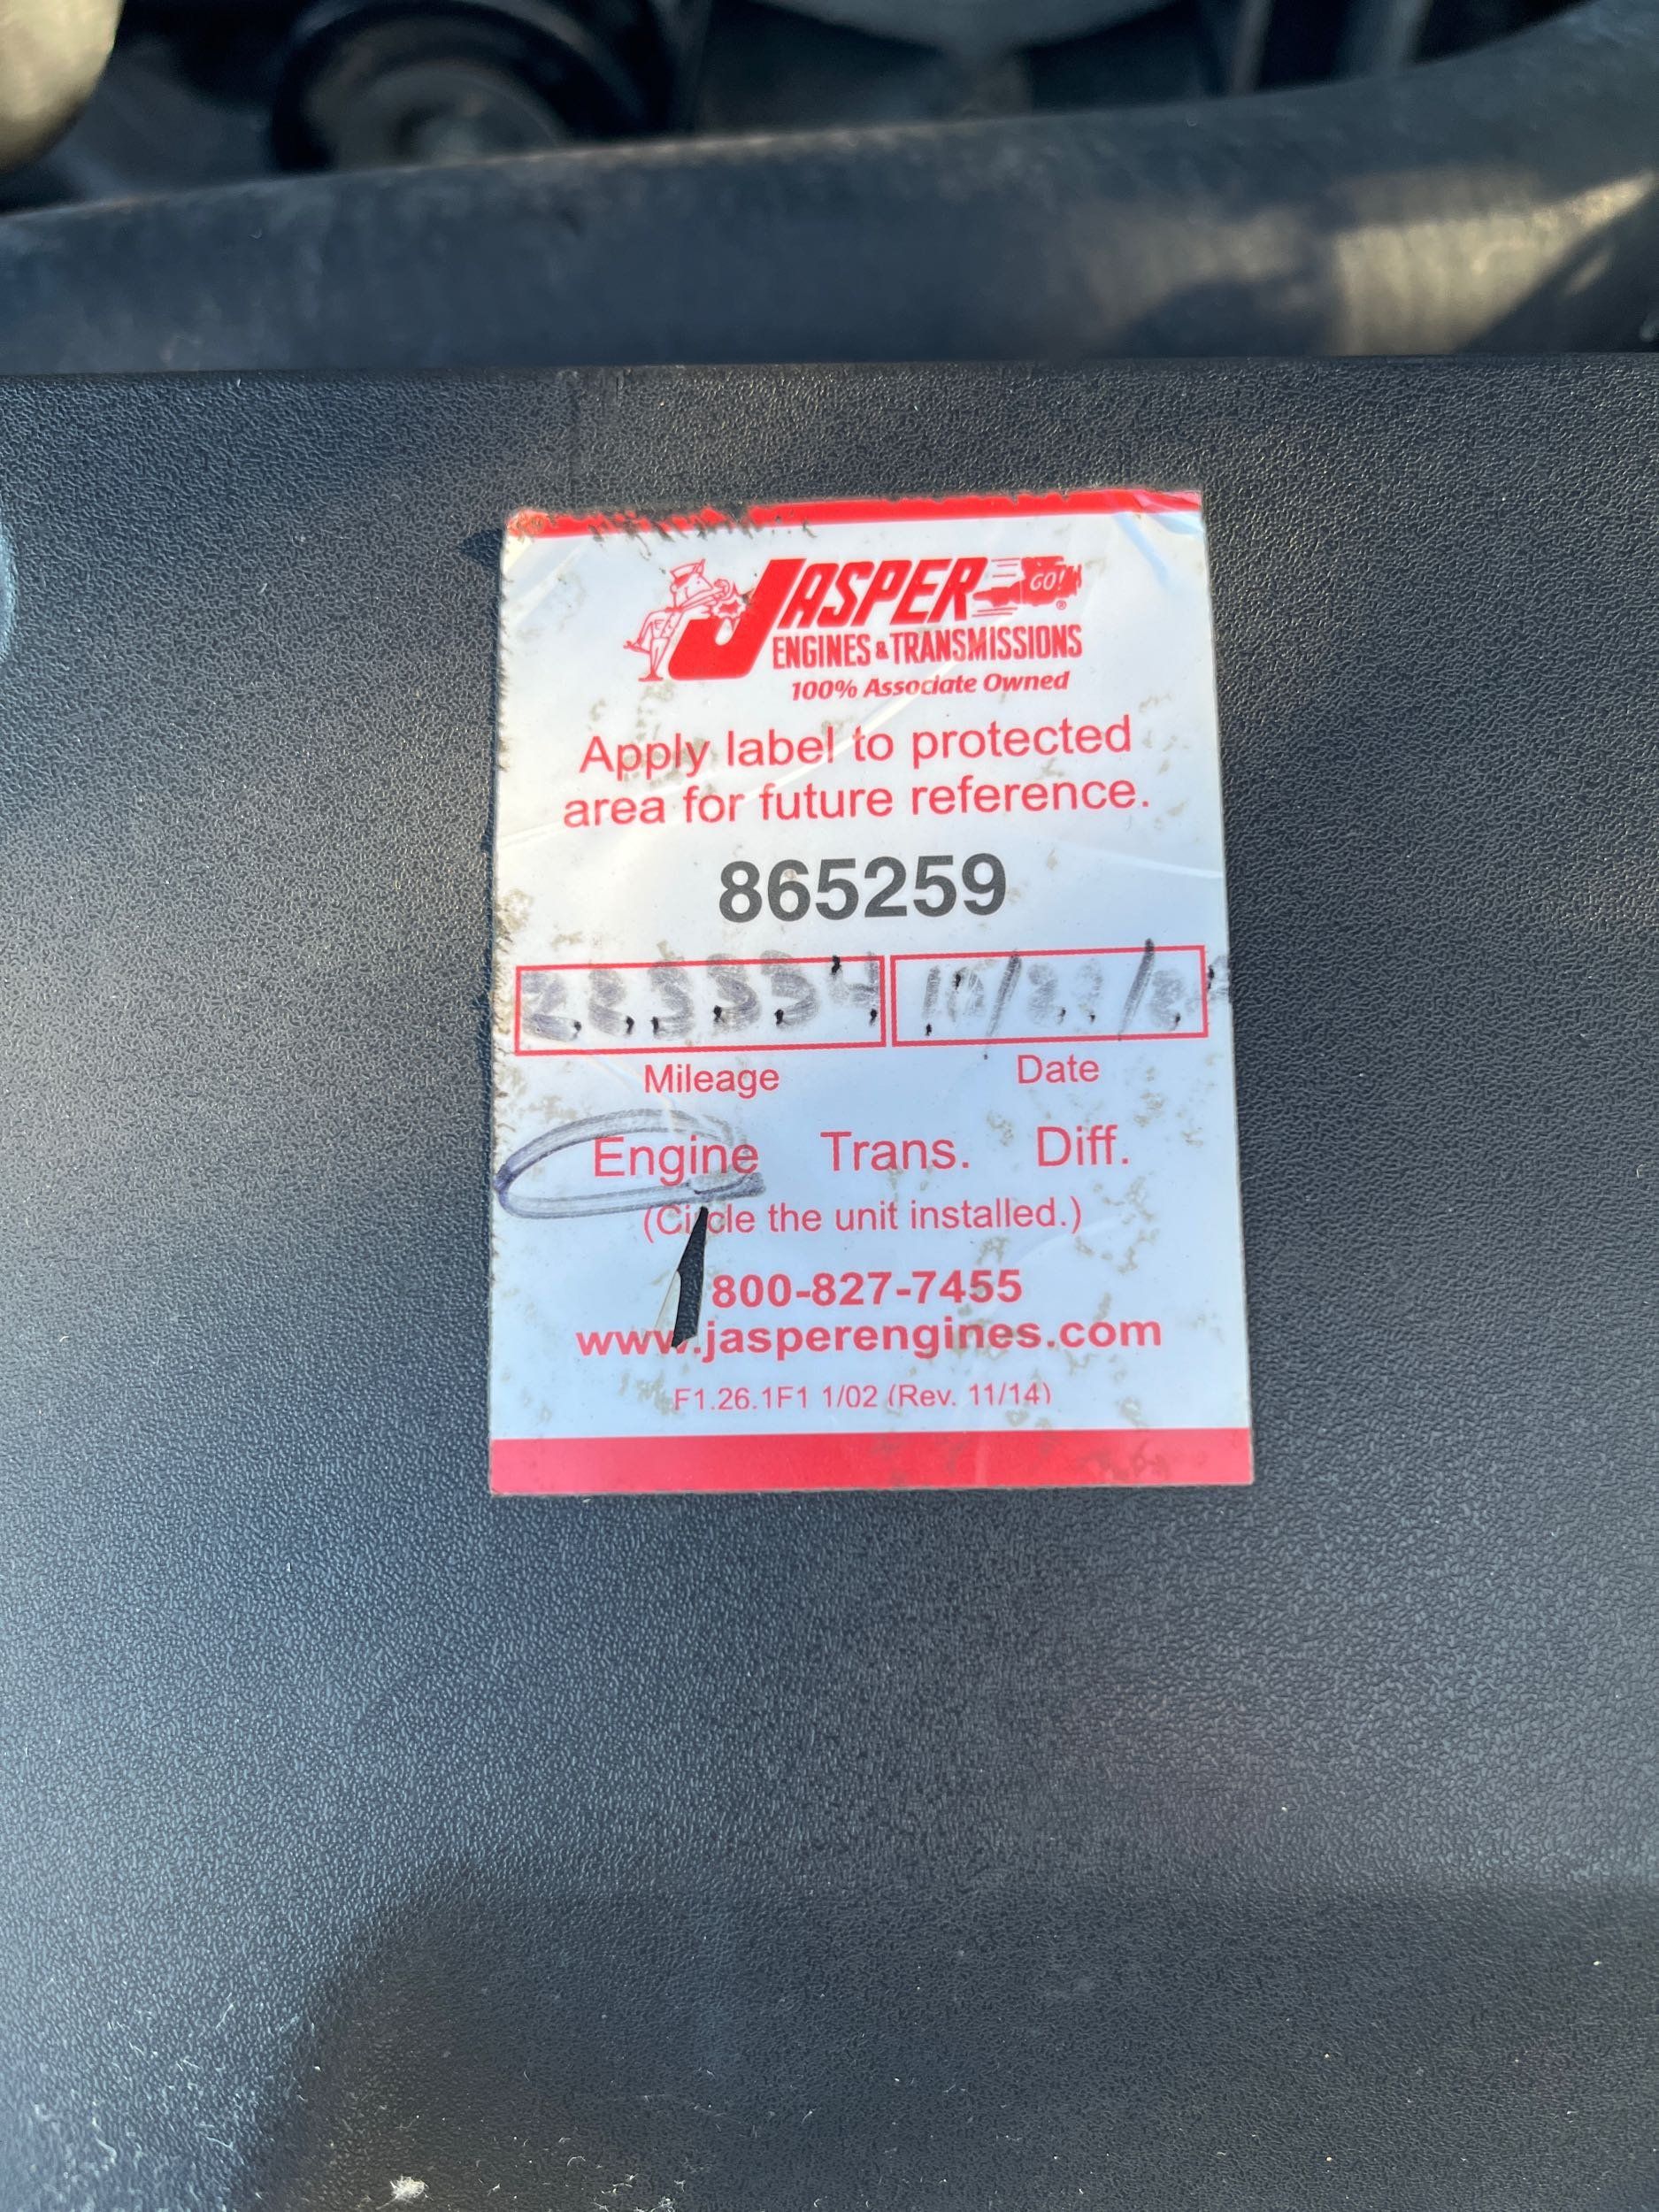 JASPER GO!®
ENGINES & TRANSMISSIONS
100% Associate Owned
Apply label to protected
area for future reference.
865259
223334
Mileage Date
Engine Trans. Diff.
(Circle the unit installed.)
800-827-7455
www.jasperengines.com
F1.26.1F1 1/02 (Rev. 11/14)